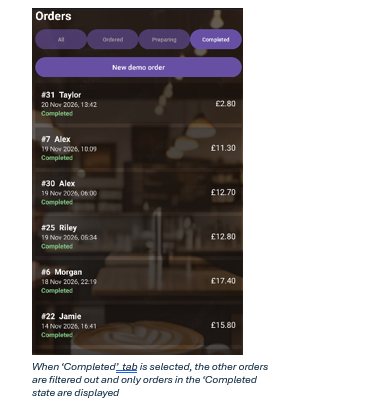 Orders
All Ordered Preparing Completed
New demo order
#31 Taylor
20 Nov 2026, 13:42
Completed
£2.80
#7 Alex
19 Nov 2026, 10:09
Completed
£11.30
#30 Alex
19 Nov 2026, 06:00
Completed
£12.70
#25 Riley
19 Nov 2026, 05:34
Completed
£12.80
#6 Morgan
18 Nov 2026, 22:19
Completed
£17.40
#22 Jamie
14 Nov 2026, 16:41
Completed
£15.80
When ‘Completed’ tab is selected, the other orders
are filtered out and only orders in the ‘Completed
state are displayed